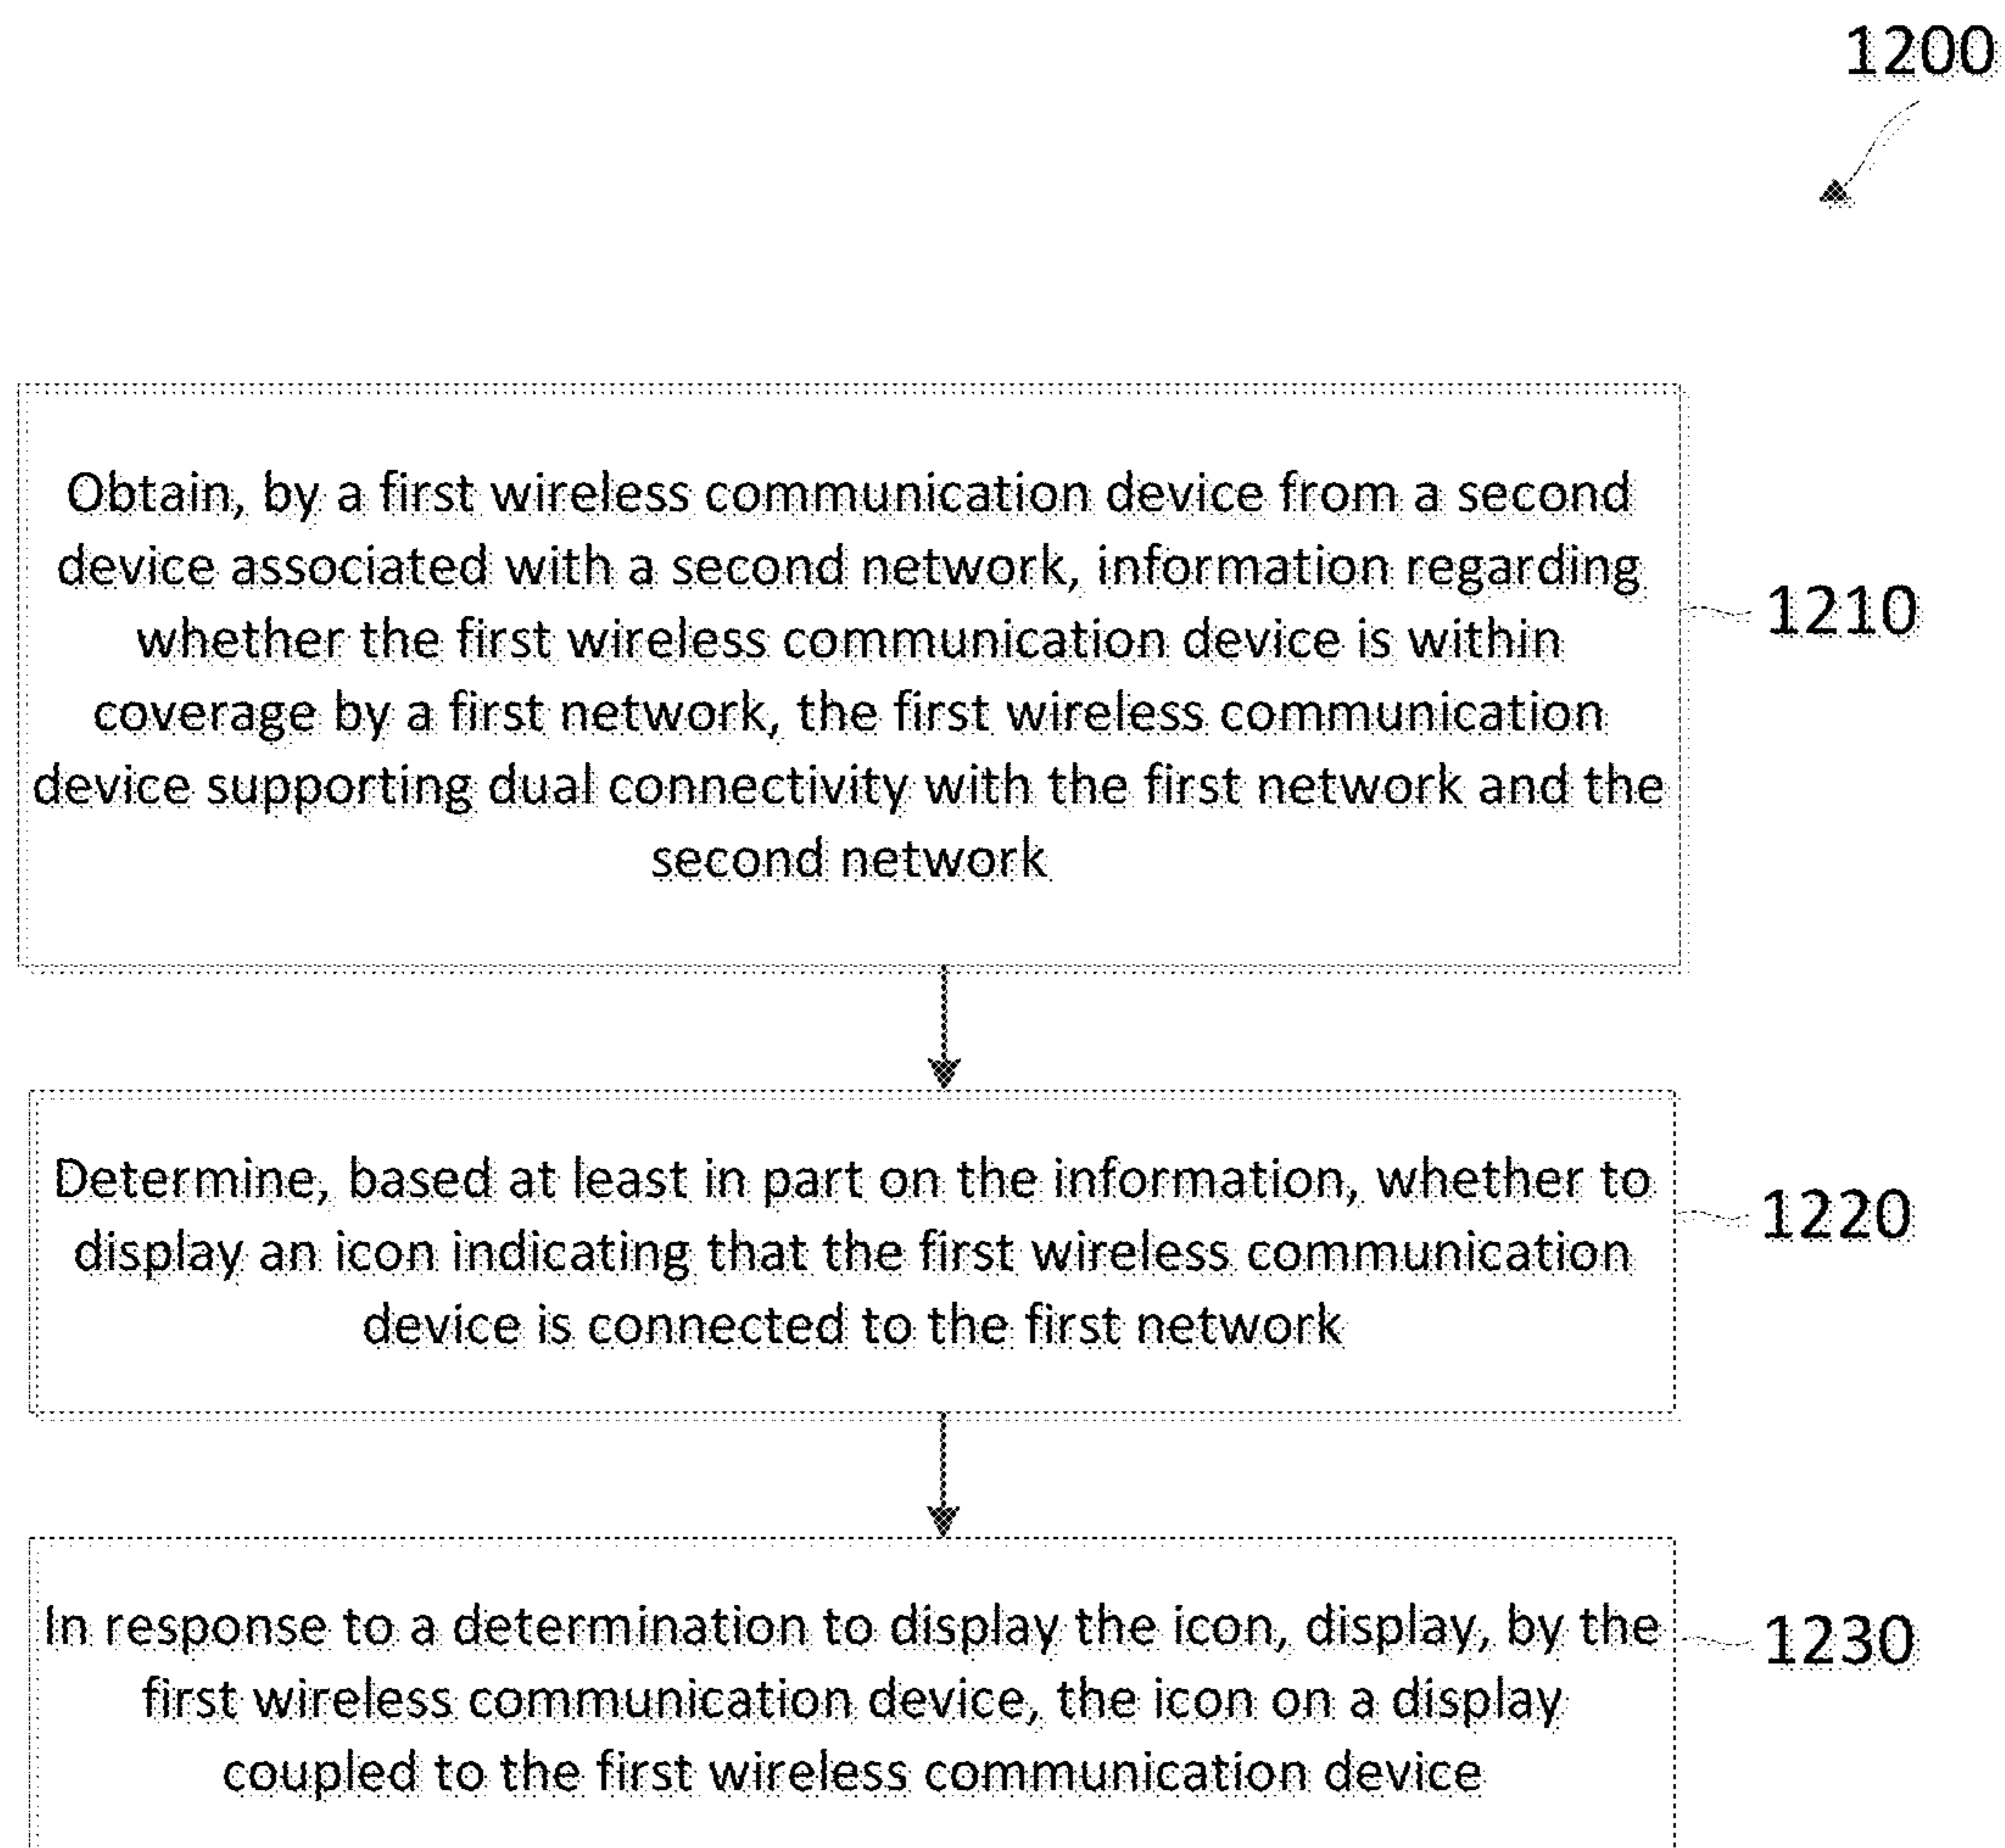 1200
Obtain, by a first wireless communication device from a second
device associated with a second network, information regarding
whether the first wireless communication device is within
coverage by a first network, the first wireless communication
device supporting dual connectivity with the first network and the
second network
1210
Determine, based at least in part on the information, whether to
display an icon indicating that the first wireless communication
device is connected to the first network
1220
In response to a determination to display the icon, display, by the
first wireless communication device, the icon on a display
coupled to the first wireless communication device
1230